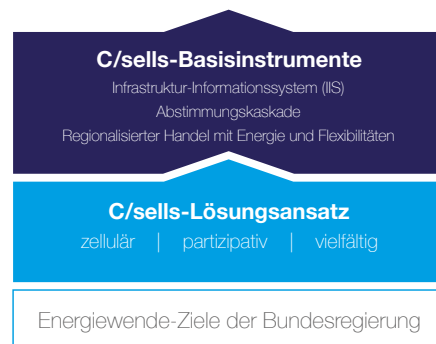 C/sells-Basisinstrumente
Infrastruktur-Informationssystem (IIS)
Abstimmungskaskade
Regionalisierter Handel mit Energie und Flexibilitäten
C/sells-Lösungsansatz
zellulär | partizipativ | vielfältig
Energiewende-Ziele der Bundesregierung